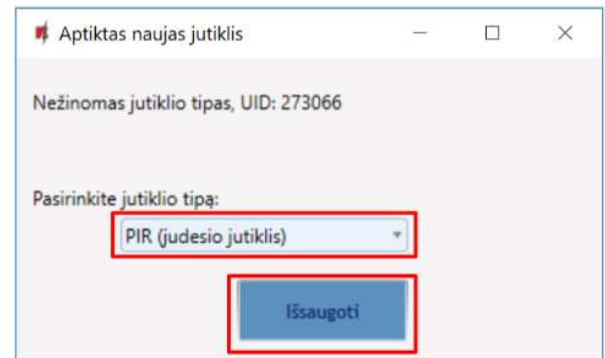 Aptiktas naujas jutiklis
Nežinomas jutiklio tipas, UID: 273066
Pasirinkite jutiklio tipą:
PIR (judesio jutiklis)
Išsaugoti